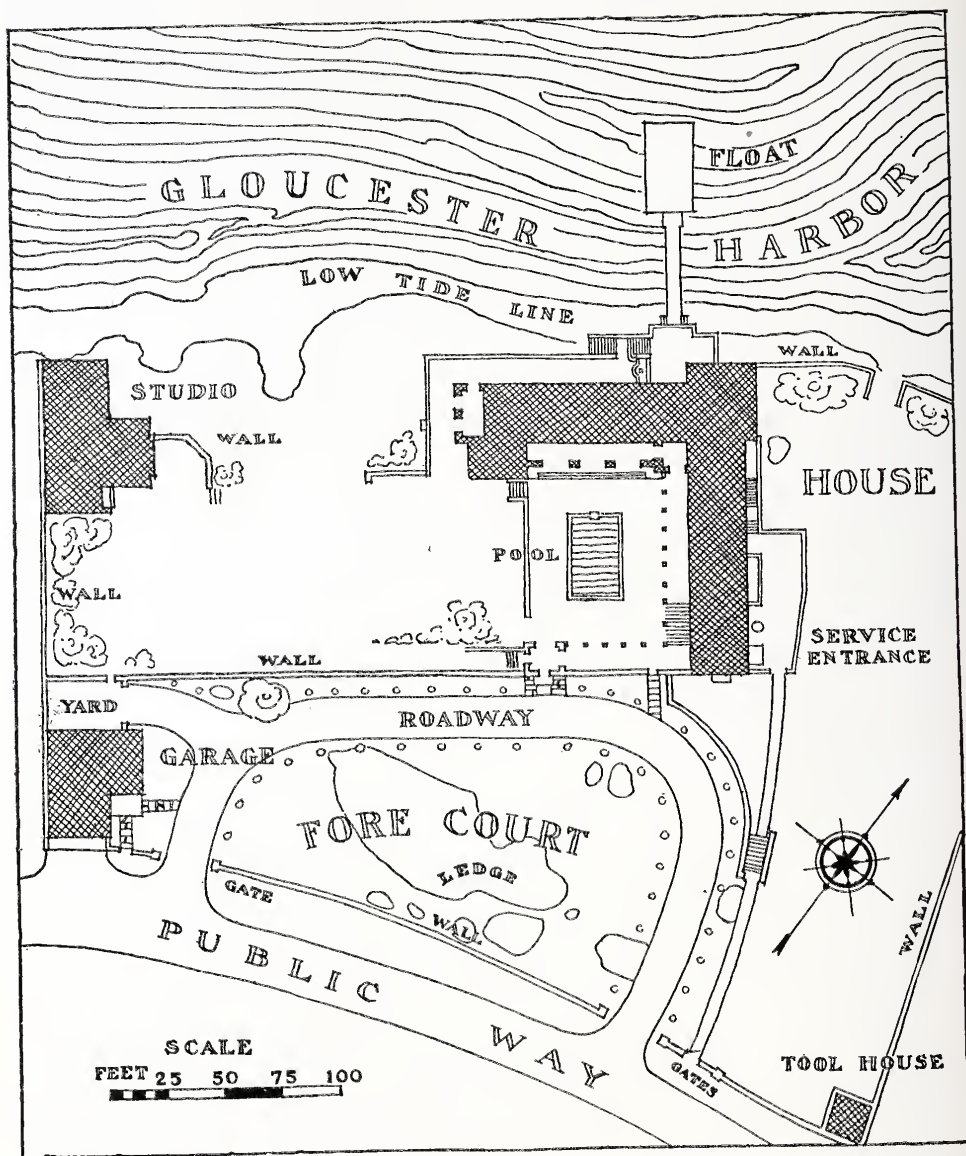 FLOAT
GLOUCESTER HARBOR
LOW TIDE LINE
WALL
STUDIO
WALL
HOUSE
POOL
WALL
SERVICE
ENTRANCE
WALL
YARD
ROADWAY
GARAGE
FORE COURT
LEDGE
GATE
WALL
WALL
PUBLIC WAY
SCALE
FEET 25 50 75 100
TOOL HOUSE
GATES